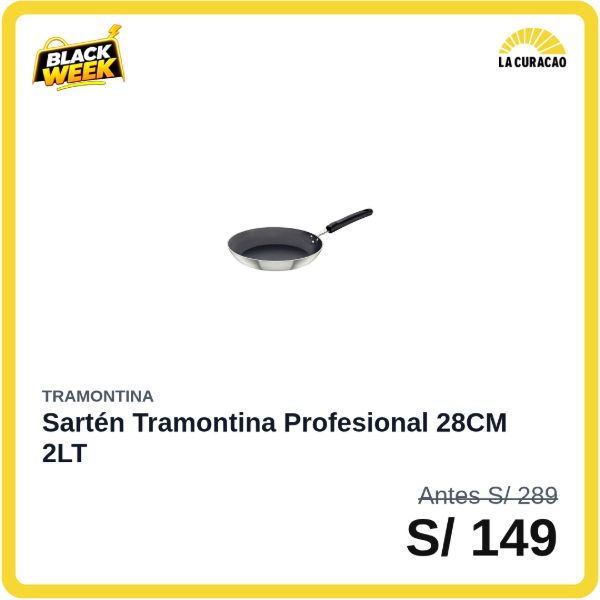 BLACK
WEEK
LA CURACAO
TRAMONTINA
Sartén Tramontina Profesional 28CM
2LT
Antes S/ 289
S/ 149